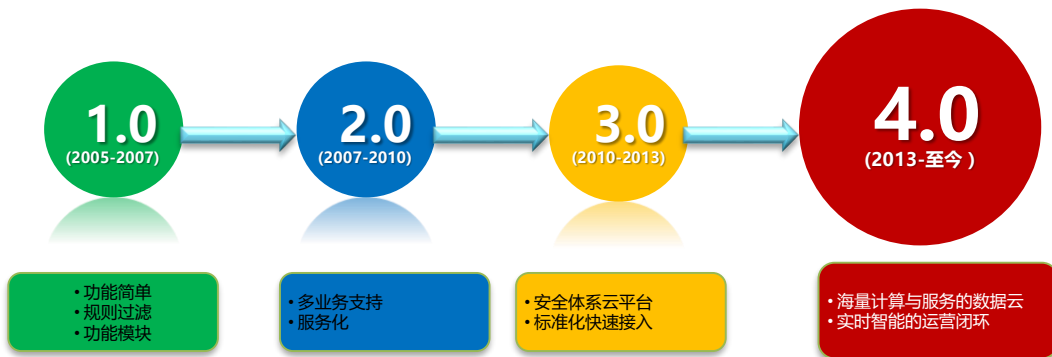 1.0
(2005-2007)
2.0
(2007-2010)
3.0
(2010-2013)
4.0
(2013-至今 )
•功能简单
•规则过滤
•功能模块
•多业务支持
•服务化
•安全体系云平台
•标准化快速接入
•海量计算与服务的数据云
•实时智能的运营闭环